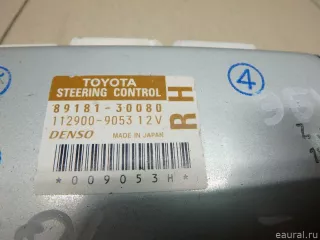 TOYOTA
STEERING CONTROL
89181-30080
112900-9053 12V
DENSO MADE IN JAPAN
RH
*009053H*
4
eaural.ru